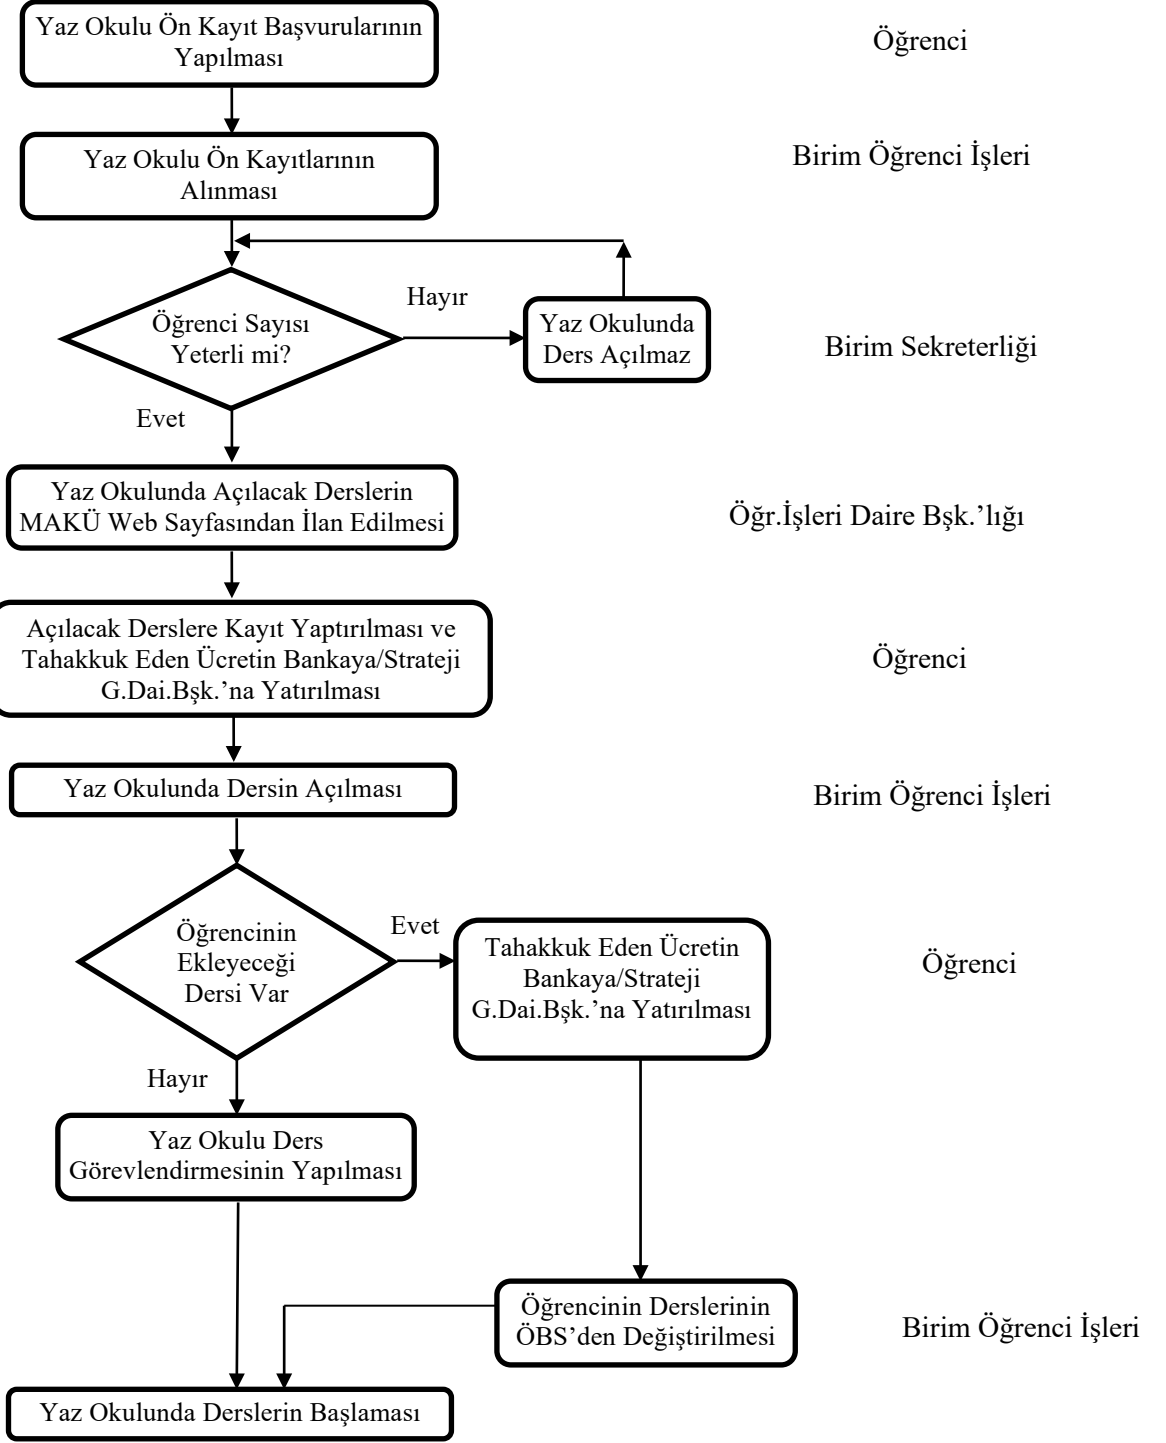 Yaz Okulu Ön Kayıt Başvurularının
Yapılması
Öğrenci
Yaz Okulu Ön Kayıtlarının
Alınması
Birim Öğrenci İşleri
Hayır
Öğrenci Sayısı
Yeterli mi?
Yaz Okulunda
Ders Açılmaz
Birim Sekreterliği
Evet
Yaz Okulunda Açılacak Derslerin
MAKÜ Web Sayfasından İlan Edilmesi
Öğr.İşleri Daire Bşk.’lığı
Açılacak Derslere Kayıt Yaptırılması ve
Tahakkuk Eden Ücretin Bankaya/Strateji
G.Dai.Bşk.’na Yatırılması
Öğrenci
Yaz Okulunda Dersin Açılması
Birim Öğrenci İşleri
Öğrencinin
Ekleyeceği
Dersi Var
Evet
Tahakkuk Eden Ücretin
Bankaya/Strateji
G.Dai.Bşk.’na Yatırılması
Öğrenci
Hayır
Yaz Okulu Ders
Görevlendirmesinin Yapılması
Öğrencinin Derslerinin
ÖBS’den Değiştirilmesi
Birim Öğrenci İşleri
Yaz Okulunda Derslerin Başlaması